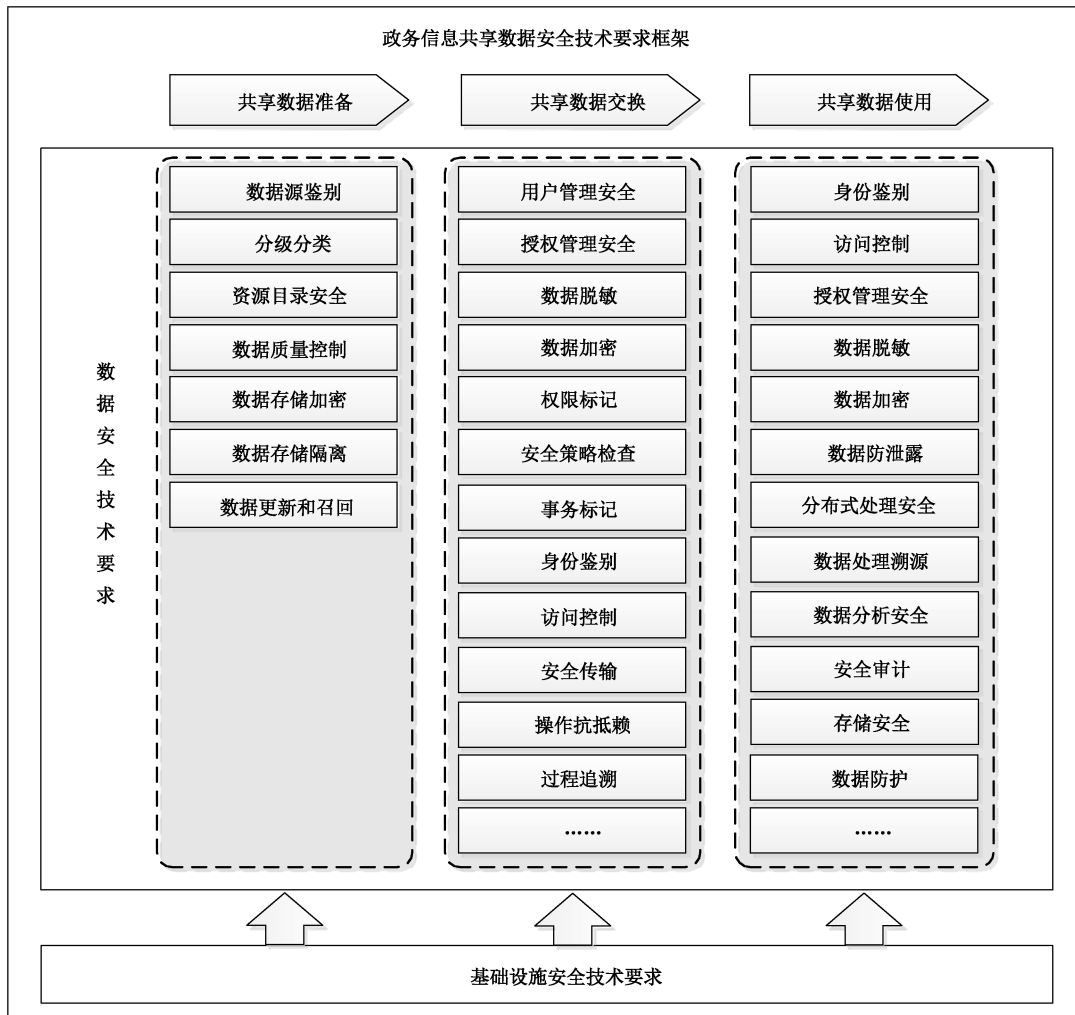 政务信息共享数据安全技术要求框架
共享数据准备
共享数据交换
共享数据使用
数据安全技术要求
数据源鉴别
分级分类
资源目录安全
数据质量控制
数据存储加密
数据存储隔离
数据更新和召回
用户管理安全
授权管理安全
数据脱敏
数据加密
权限标记
安全策略检查
事务标记
身份鉴别
访问控制
安全传输
操作抗抵赖
过程追溯
……
身份鉴别
访问控制
授权管理安全
数据脱敏
数据加密
数据防泄露
分布式处理安全
数据处理溯源
数据分析安全
安全审计
存储安全
数据防护
……
基础设施安全技术要求